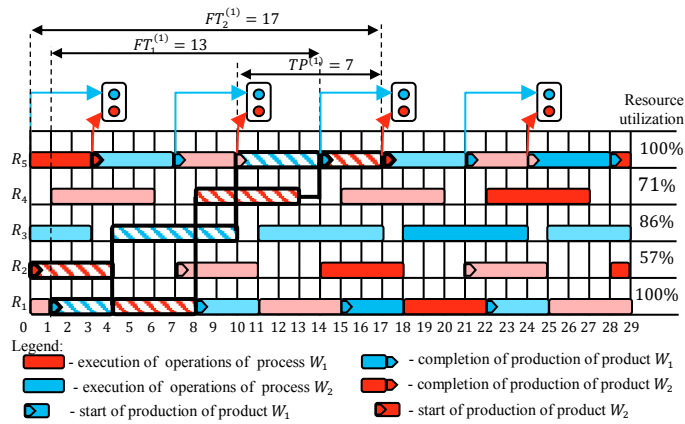 FT₂⁽¹⁾ = 17
FT₁⁽¹⁾ = 13
TP⁽¹⁾ = 7
Resource
utilization
R₅ 100%
R₄ 71%
R₃ 86%
R₂ 57%
R₁ 100%
0 1 2 3 4 5 6 7 8 9 10 11 12 13 14 15 16 17 18 19 20 21 22 23 24 25 26 27 28 29
Legend:
- execution of operations of process W₁
- completion of production of product W₁
- execution of operations of process W₂
- completion of production of product W₂
- start of production of product W₁
- start of production of product W₂